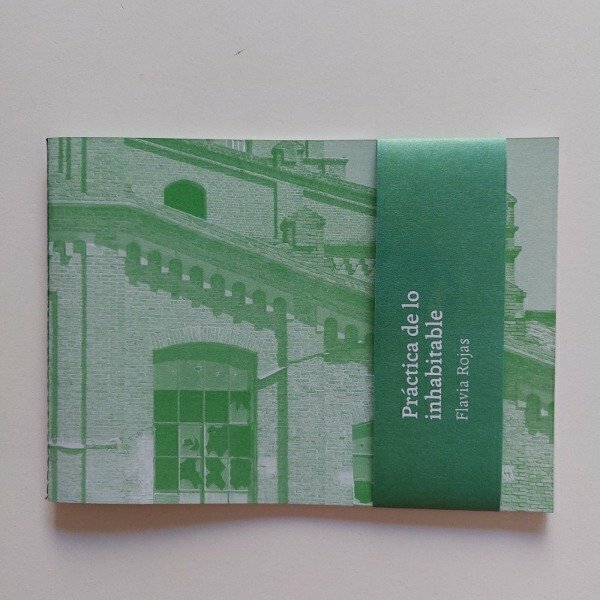 Práctica de lo
inhabitable
Flavia Rojas